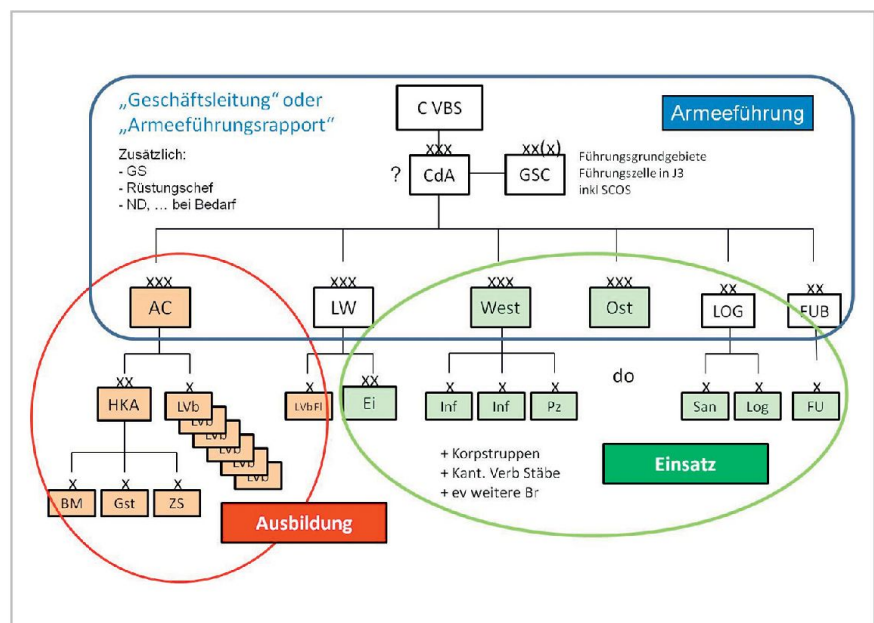 „Geschäftsleitung" oder
„Armeeführungsrapport"
Zusätzlich:
- GS
- Rüstungschef
- ND, ... bei Bedarf
C VBS
Armeeführung
XXX
?
CdA
xx(x)
GSC
Führungsgrundgebiete
Führungszelle in J3
inkl SCOS
XXX
AC
XXX
LW
XXX
West
XXX
Ost
XX
LOG
XX
FUB
XX
HKA
X
LVb
LVb
LVb
LVb
LVb
LVb
X
LVb Fl
XX
Ei
X
Inf
X
Inf
X
Pz
do
X
San
X
Log
X
FU
X
BM
X
Gst
X
ZS
+ Korpstruppen
+ Kant. Verb Stäbe
+ ev weitere Br
Einsatz
Ausbildung